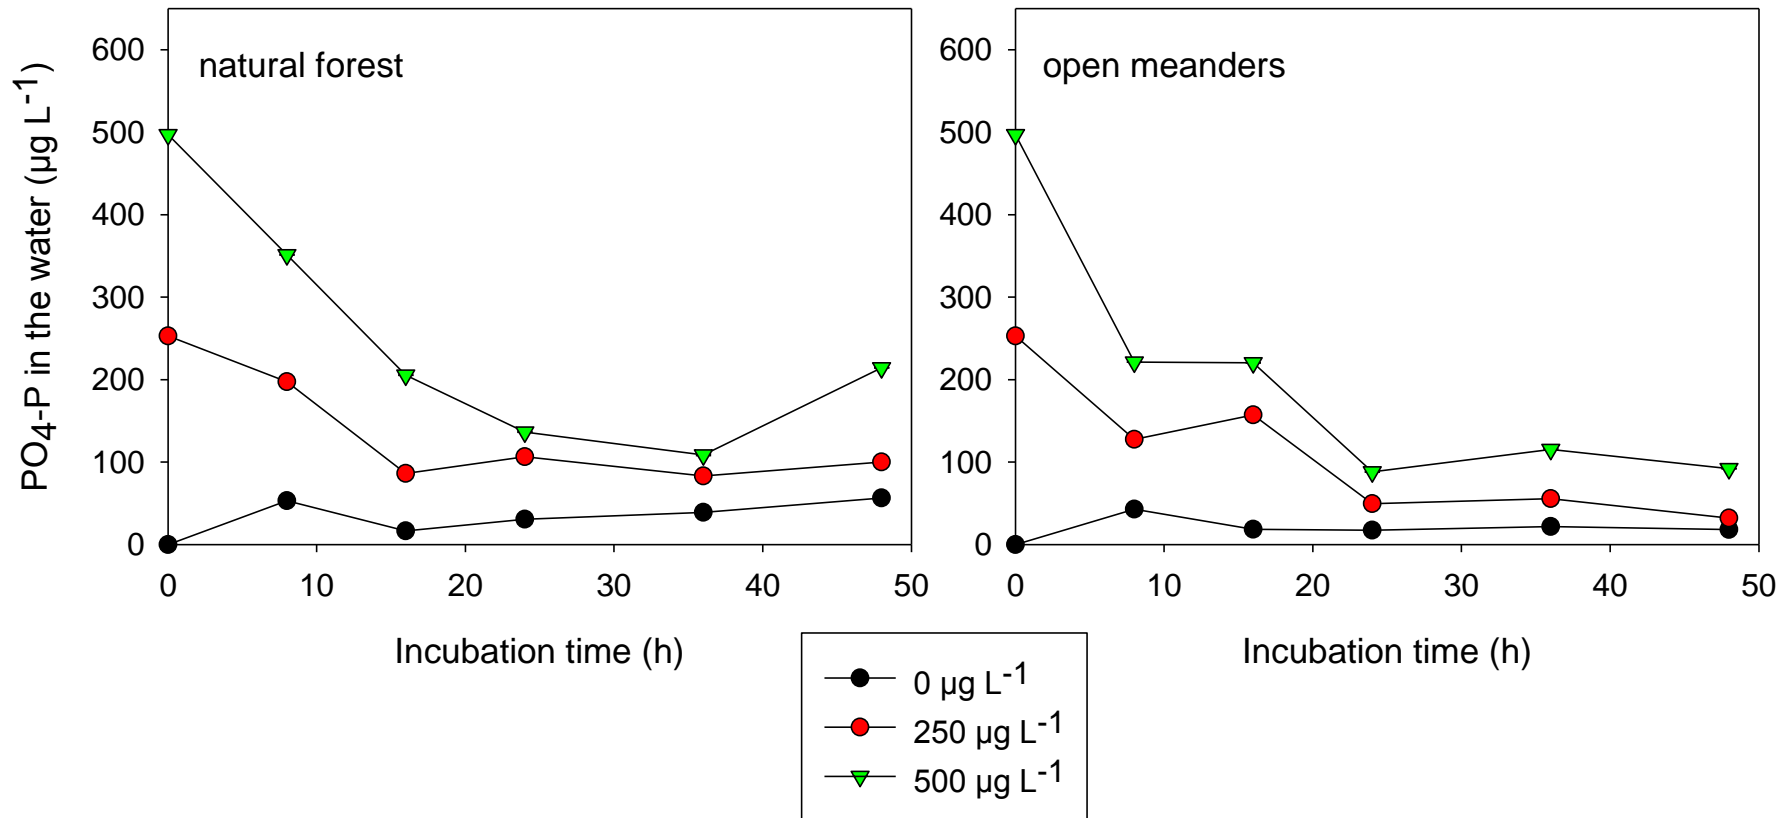 PO4-P in the water (µg L-1)
natural forest
600
500
400
300
200
100
0
0 10 20 30 40 50
Incubation time (h)
open meanders
600
500
400
300
200
100
0
0 10 20 30 40 50
Incubation time (h)
0 µg L-1
250 µg L-1
500 µg L-1